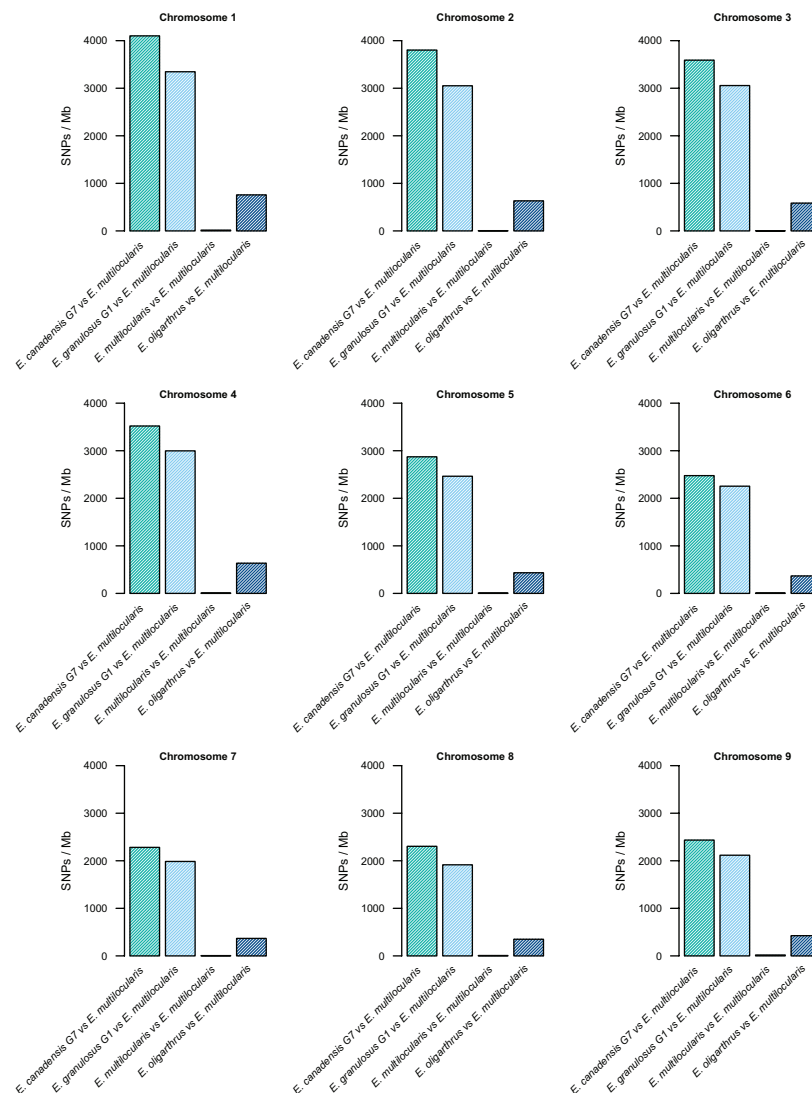 Chromosome 1
SNPs / Mb
4000
3000
2000
1000
0
E. canadensis G7 vs E. multilocularis
E. granulosus G1 vs E. multilocularis
E. multilocularis vs E. multilocularis
E. oligarthrus vs E. multilocularis
Chromosome 2
SNPs / Mb
4000
3000
2000
1000
0
E. canadensis G7 vs E. multilocularis
E. granulosus G1 vs E. multilocularis
E. multilocularis vs E. multilocularis
E. oligarthrus vs E. multilocularis
Chromosome 3
SNPs / Mb
4000
3000
2000
1000
0
E. canadensis G7 vs E. multilocularis
E. granulosus G1 vs E. multilocularis
E. multilocularis vs E. multilocularis
E. oligarthrus vs E. multilocularis
Chromosome 4
SNPs / Mb
4000
3000
2000
1000
0
E. canadensis G7 vs E. multilocularis
E. granulosus G1 vs E. multilocularis
E. multilocularis vs E. multilocularis
E. oligarthrus vs E. multilocularis
Chromosome 5
SNPs / Mb
4000
3000
2000
1000
0
E. canadensis G7 vs E. multilocularis
E. granulosus G1 vs E. multilocularis
E. multilocularis vs E. multilocularis
E. oligarthrus vs E. multilocularis
Chromosome 6
SNPs / Mb
4000
3000
2000
1000
0
E. canadensis G7 vs E. multilocularis
E. granulosus G1 vs E. multilocularis
E. multilocularis vs E. multilocularis
E. oligarthrus vs E. multilocularis
Chromosome 7
SNPs / Mb
4000
3000
2000
1000
0
E. canadensis G7 vs E. multilocularis
E. granulosus G1 vs E. multilocularis
E. multilocularis vs E. multilocularis
E. oligarthrus vs E. multilocularis
Chromosome 8
SNPs / Mb
4000
3000
2000
1000
0
E. canadensis G7 vs E. multilocularis
E. granulosus G1 vs E. multilocularis
E. multilocularis vs E. multilocularis
E. oligarthrus vs E. multilocularis
Chromosome 9
SNPs / Mb
4000
3000
2000
1000
0
E. canadensis G7 vs E. multilocularis
E. granulosus G1 vs E. multilocularis
E. multilocularis vs E. multilocularis
E. oligarthrus vs E. multilocularis